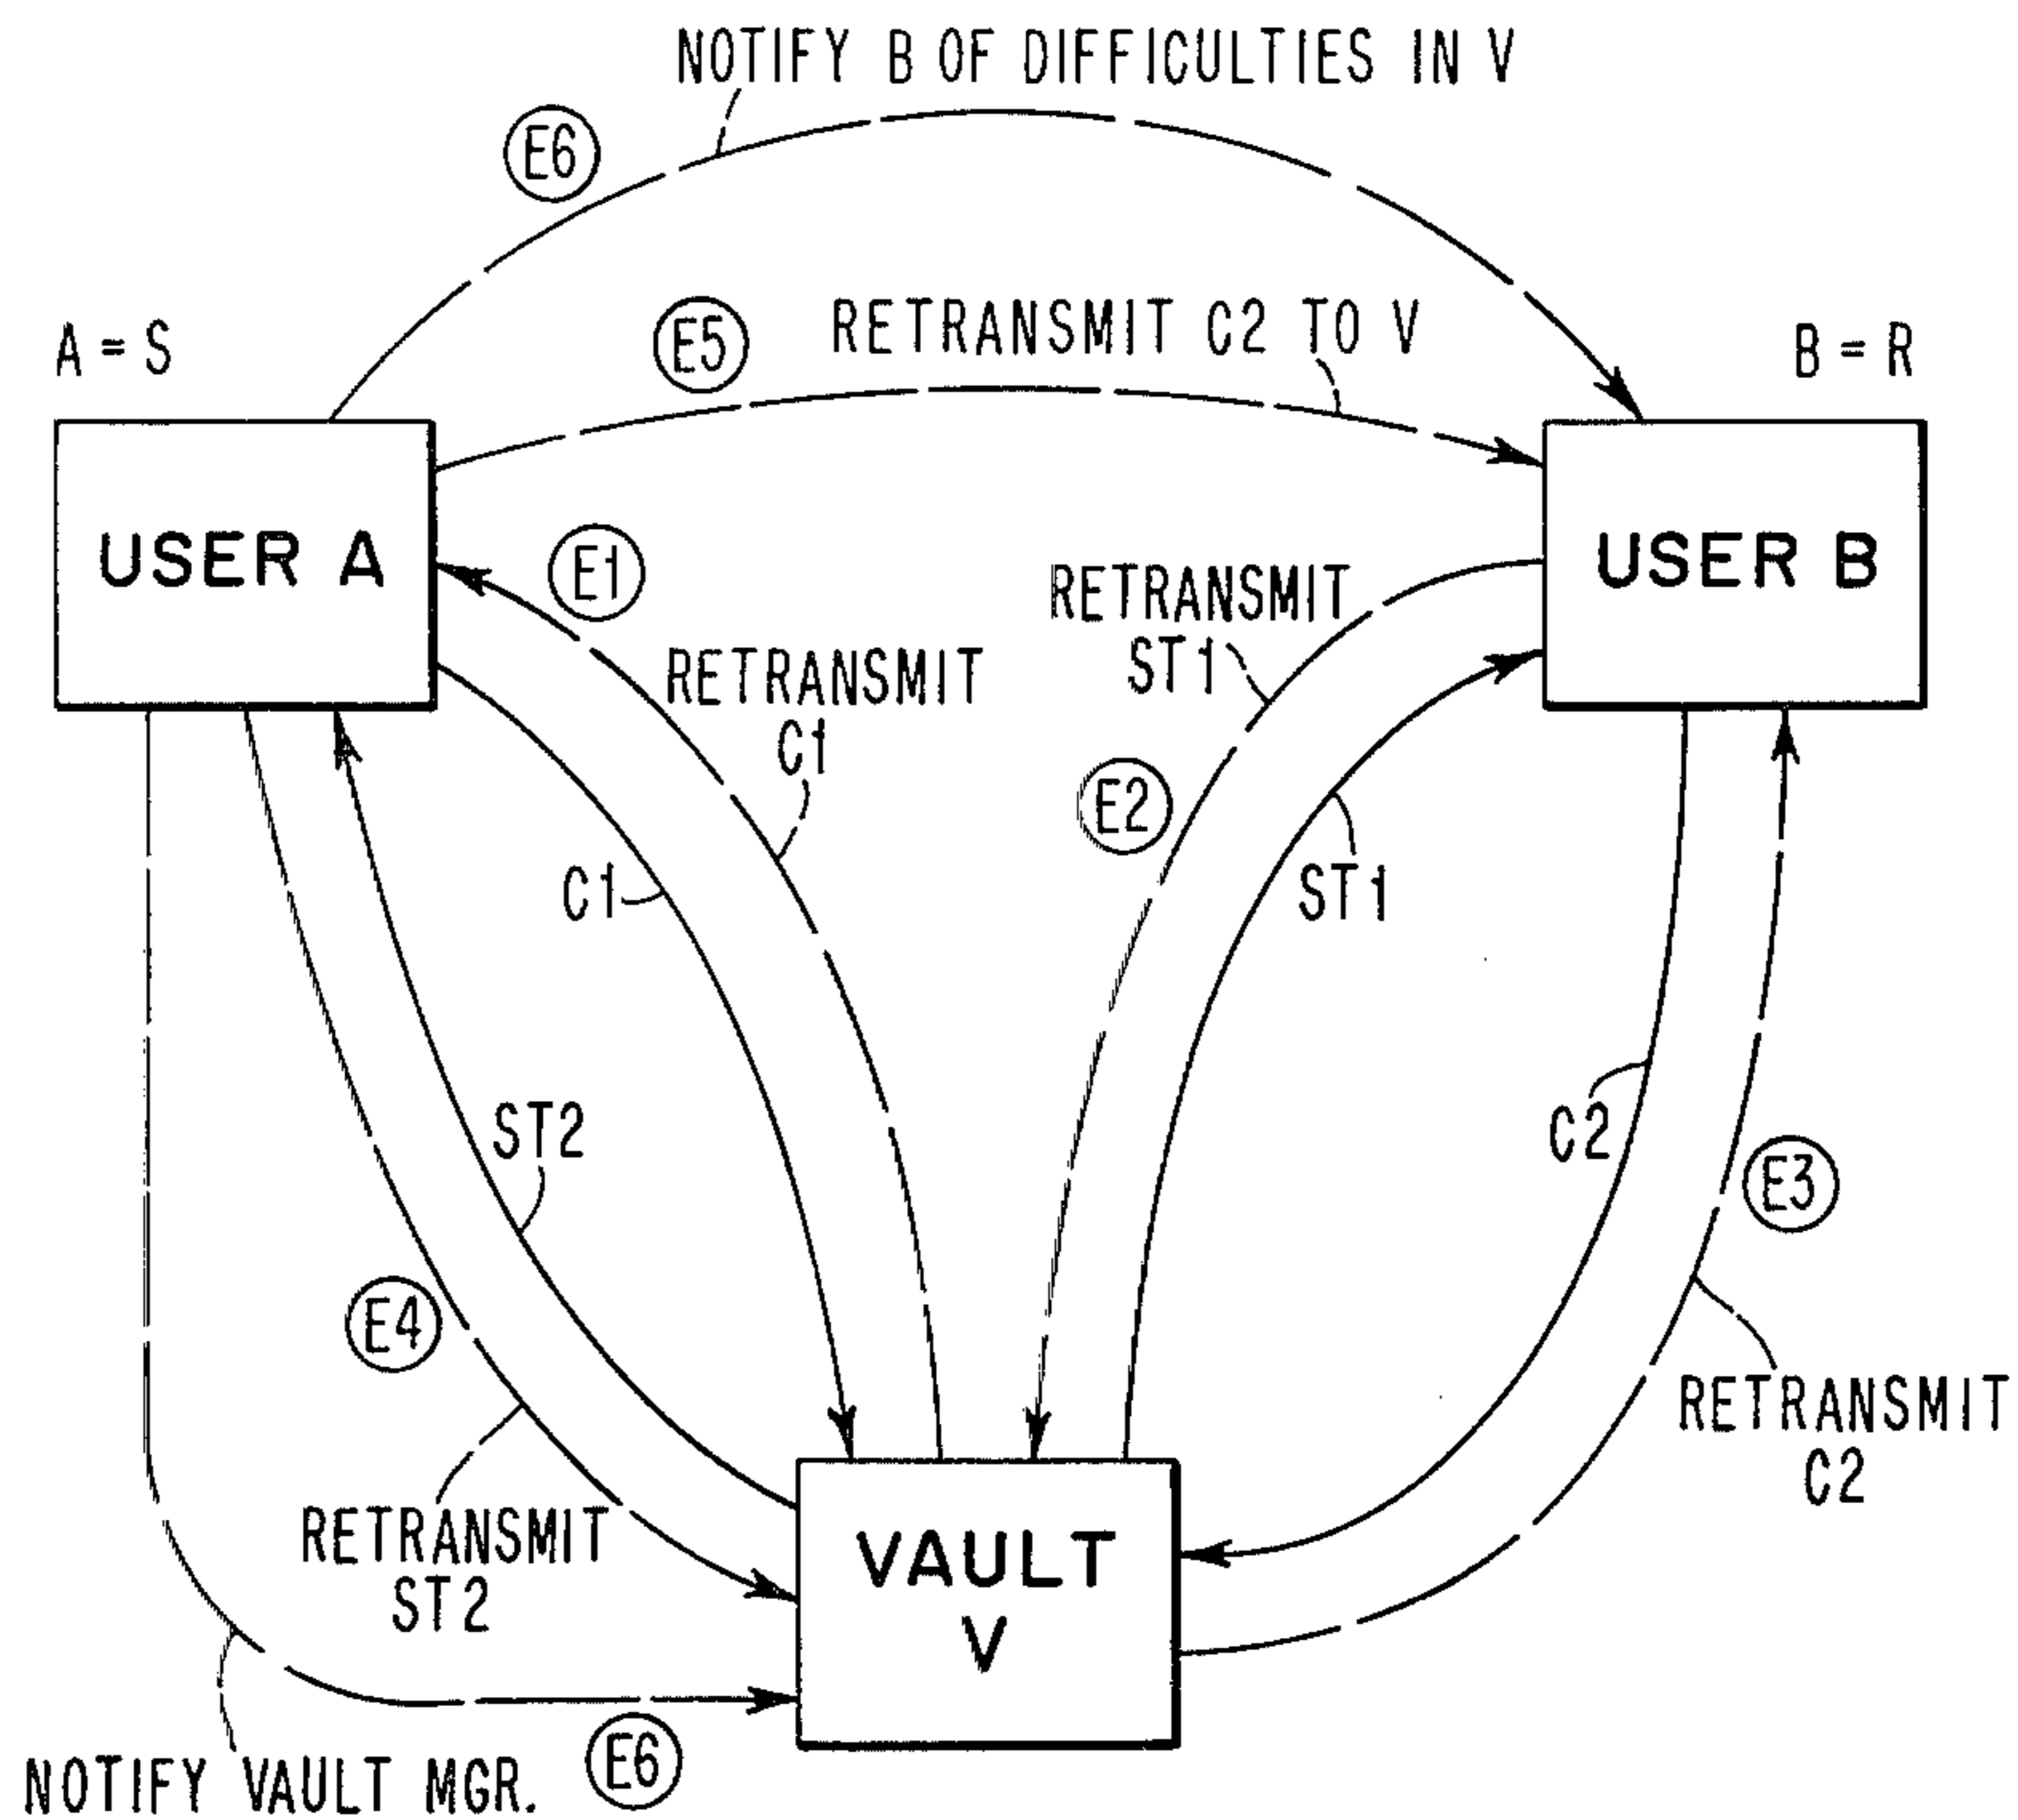 NOTIFY B OF DIFFICULTIES IN V
E6
E5
RETRANSMIT C2 TO V
A = S
B = R
USER A
E1
RETRANSMIT
C1
RETRANSMIT
ST1
USER B
E2
C1
ST1
ST2
C2
E3
E4
RETRANSMIT
ST2
RETRANSMIT
C2
VAULT
V
NOTIFY VAULT MGR.
E6